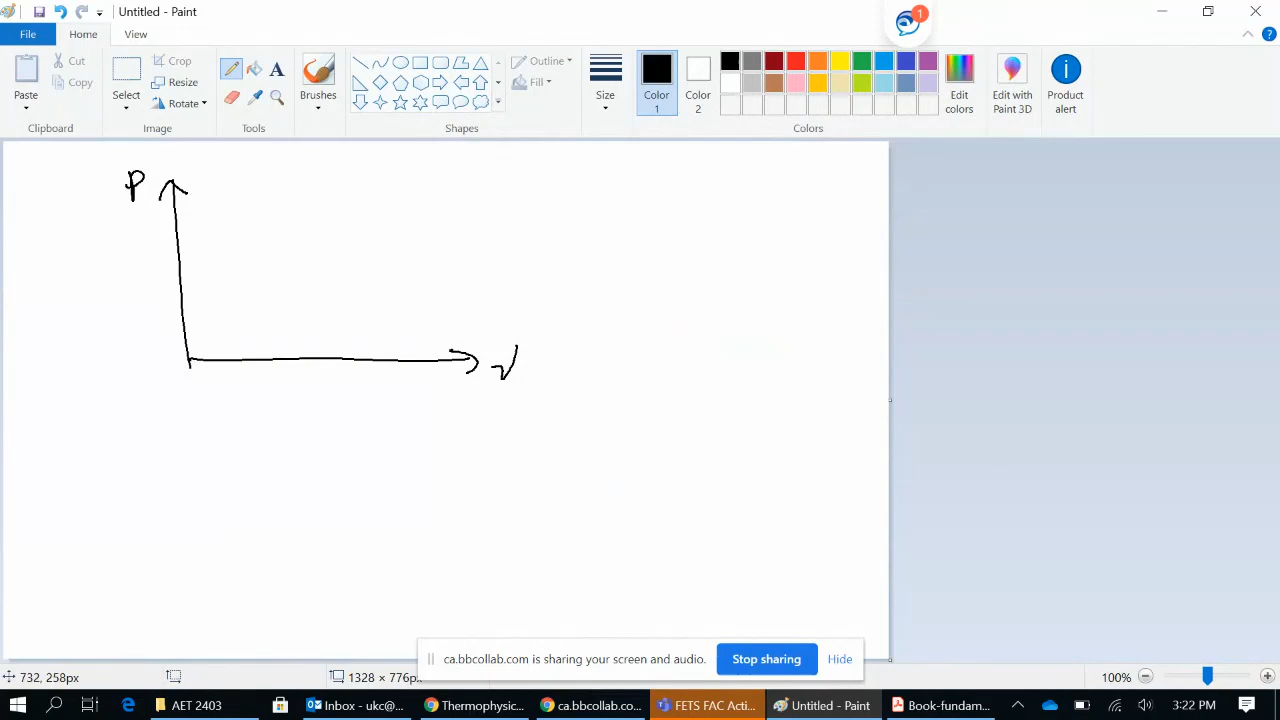 Untitled - Paint
1
File
Home
View
Paste
Cut
Copy
Clipboard
Select
Crop
Resize
Rotate
Image
A
Tools
Brushes
Shapes
Outline
Fill
Size
Color 1
Color 2
Edit colors
Colors
Edit with Paint 3D
Product alert
P
v
ca.bbcollab.com is sharing your screen and audio.
Stop sharing
Hide
732, 258px
1328 × 776px
100%
AET 2403
Inbox - ukc@...
Thermophysic...
ca.bbcollab.co...
FETS FAC Acti...
Untitled - Paint
Book-fundam...
3:22 PM